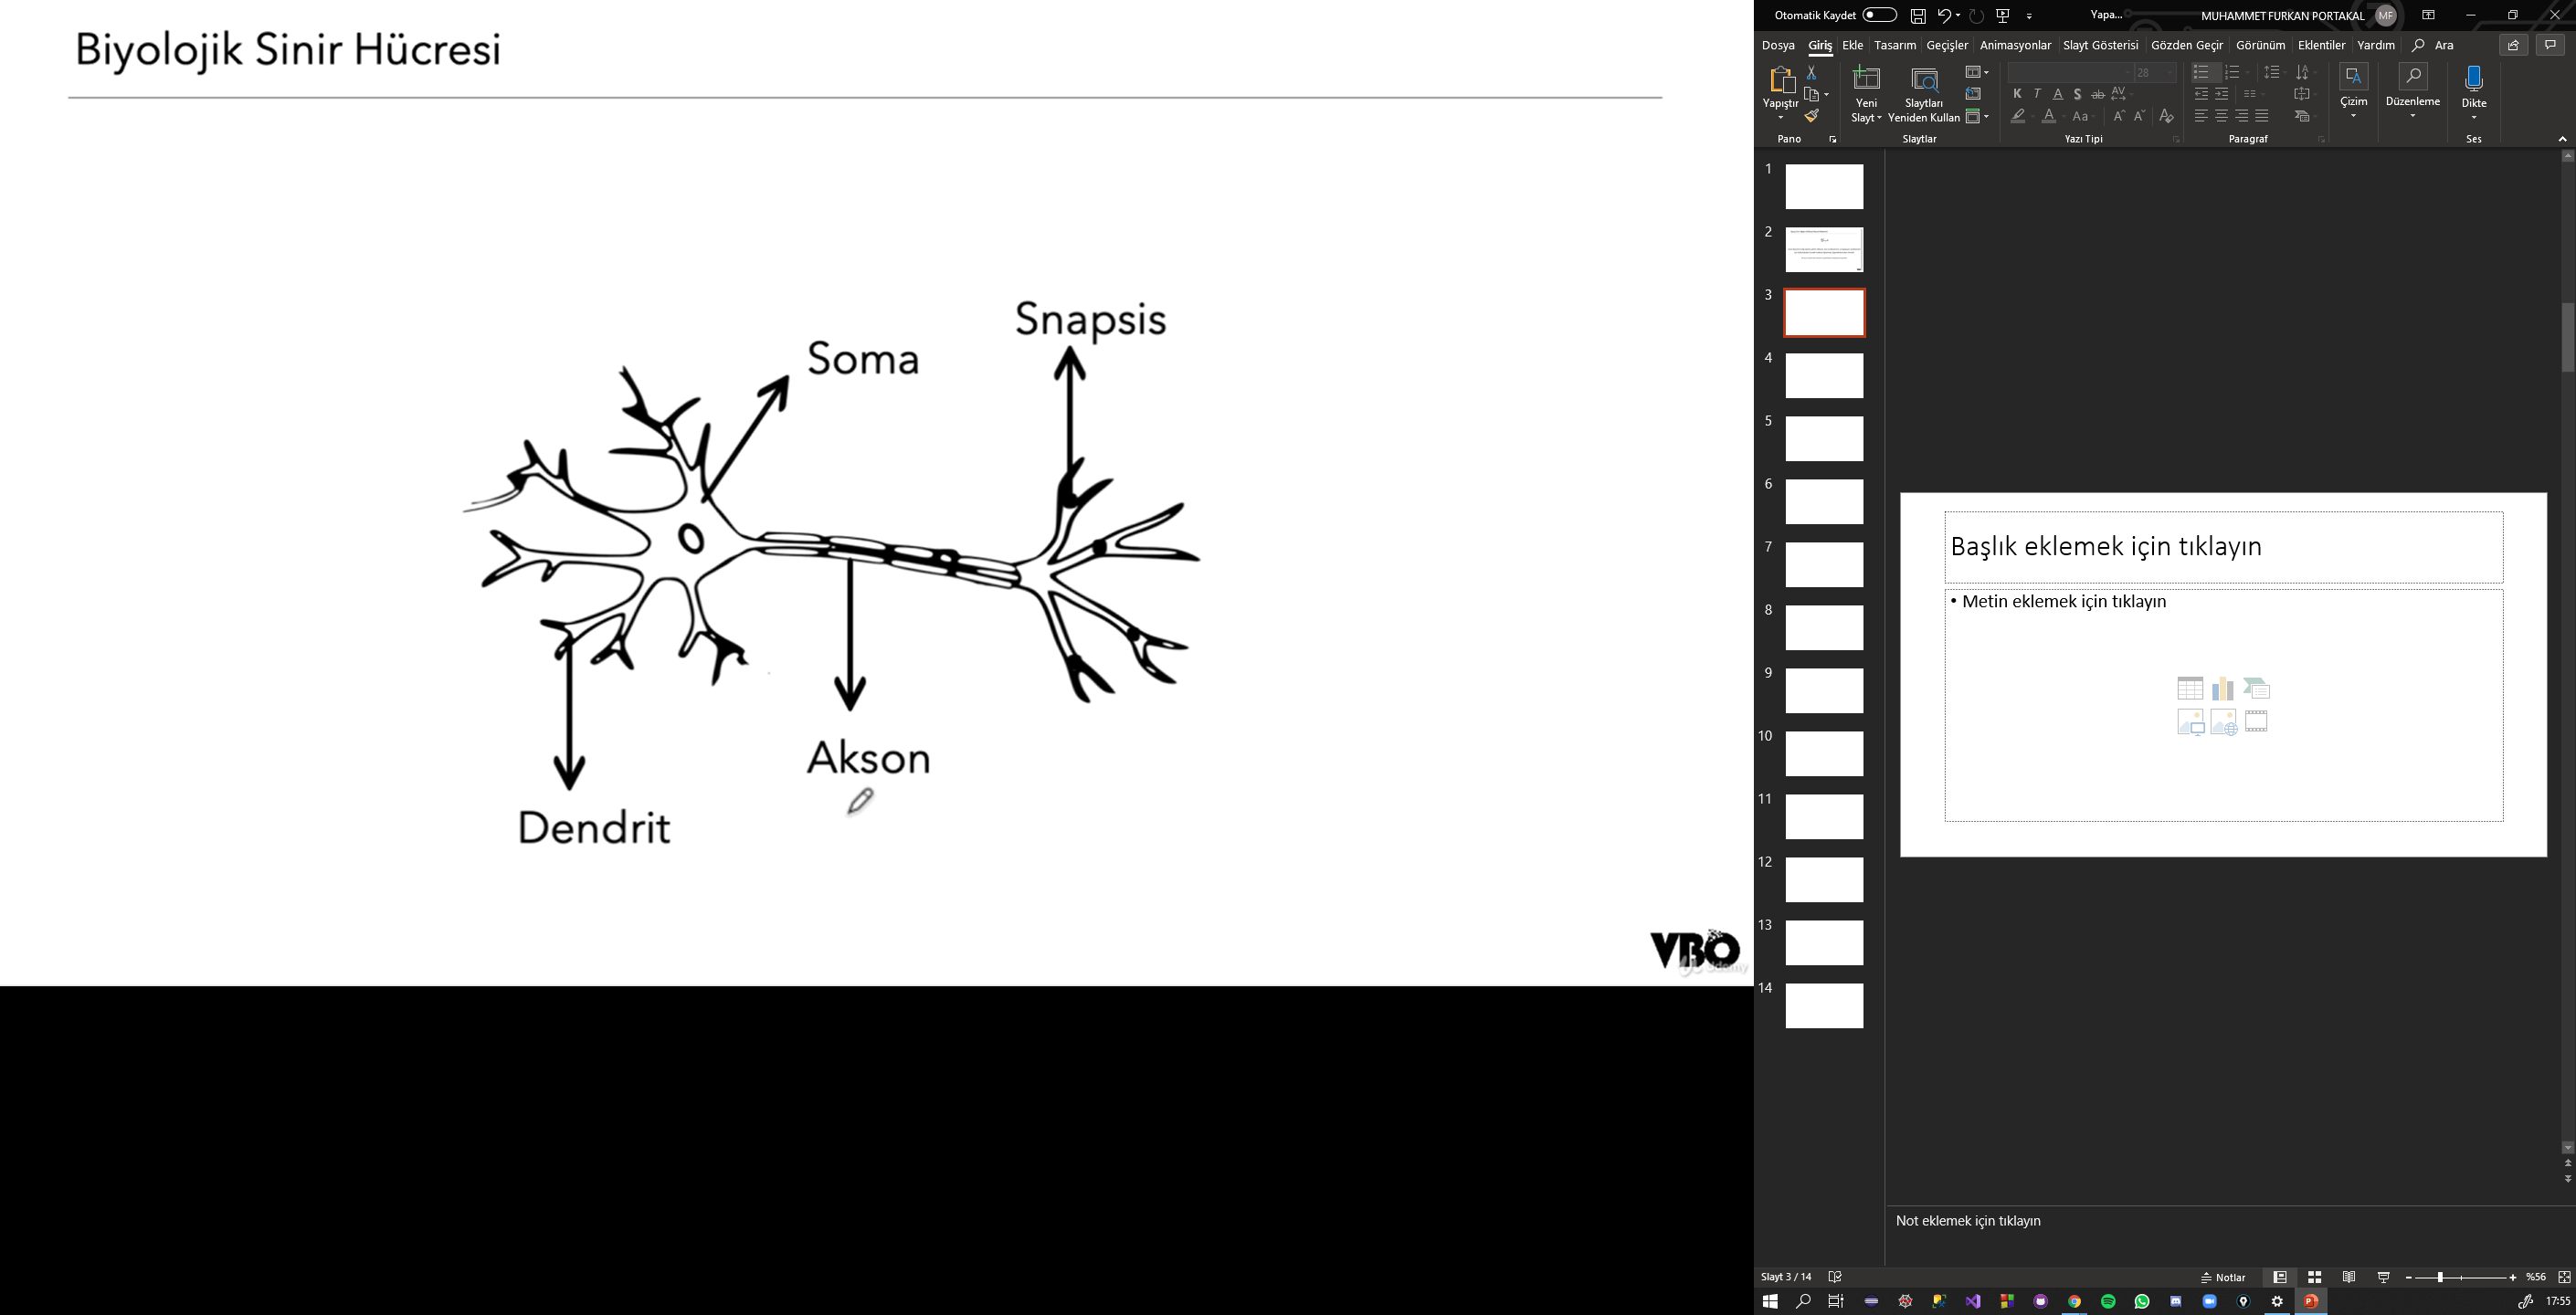 Biyolojik Sinir Hücresi
Snapsis
Soma
Akson
Dendrit
VBO
Udemy
Otomatik Kaydet
Yapa...
MUHAMMET FURKAN PORTAKAL
MF
Dosya Giriş Ekle Tasarım Geçişler Animasyonlar Slayt Gösterisi Gözden Geçir Görünüm Eklentiler Yardım Ara
Yapıştır
Yeni Slayt
Slaytları Yeniden Kullan
28
K T A S ab AV
A Aa A A A
Çizim
Düzenleme
Dikte
Pano
Slaytlar
Yazı Tipi
Paragraf
Ses
1
2
3
4
5
6
7
8
9
10
11
12
13
14
Başlık eklemek için tıklayın
• Metin eklemek için tıklayın
Not eklemek için tıklayın
Slayt 3 / 14
Notlar
%56
17:55